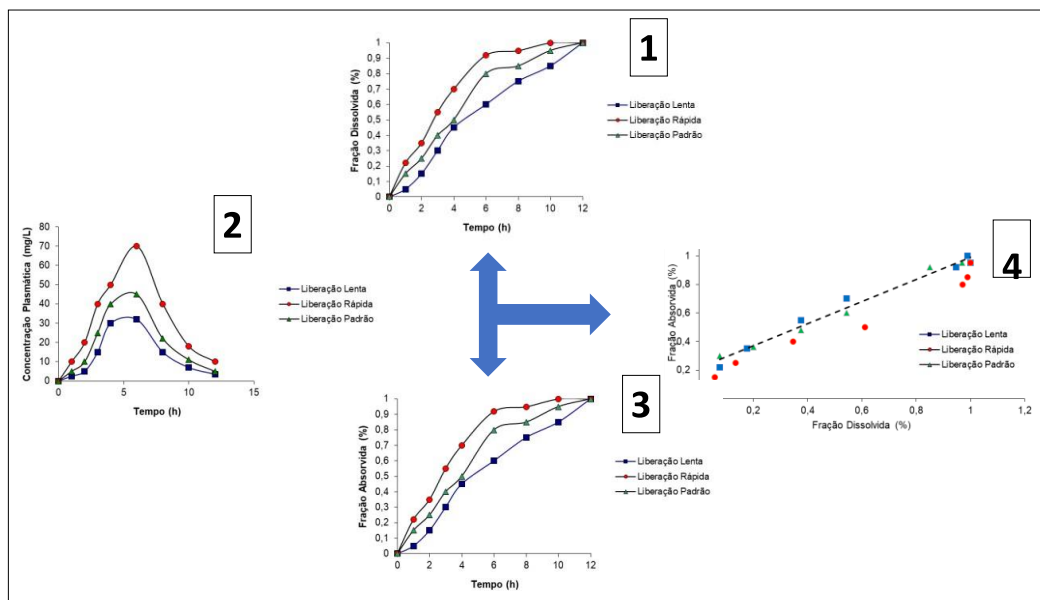 1
Fração Dissolvida (%)
1
0,9
0,8
0,7
0,6
0,5
0,4
0,3
0,2
0,1
0
0 2 4 6 8 10 12
Tempo (h)
Liberação Lenta
Liberação Rápida
Liberação Padrão
2
Concentração Plasmática (mg/L)
80
70
60
50
40
30
20
10
0
0 5 10 15
Tempo (h)
Liberação Lenta
Liberação Rápida
Liberação Padrão
3
Fração Absorvida (%)
1
0,9
0,8
0,7
0,6
0,5
0,4
0,3
0,2
0,1
0
0 2 4 6 8 10 12
Tempo (h)
Liberação Lenta
Liberação Rápida
Liberação Padrão
4
Fração Absorvida (%)
1
0,8
0,6
0,4
0,2
0,2 0,4 0,6 0,8 1 1,2
Fração Dissolvida (%)
Liberação Lenta
Liberação Rápida
Liberação Padrão